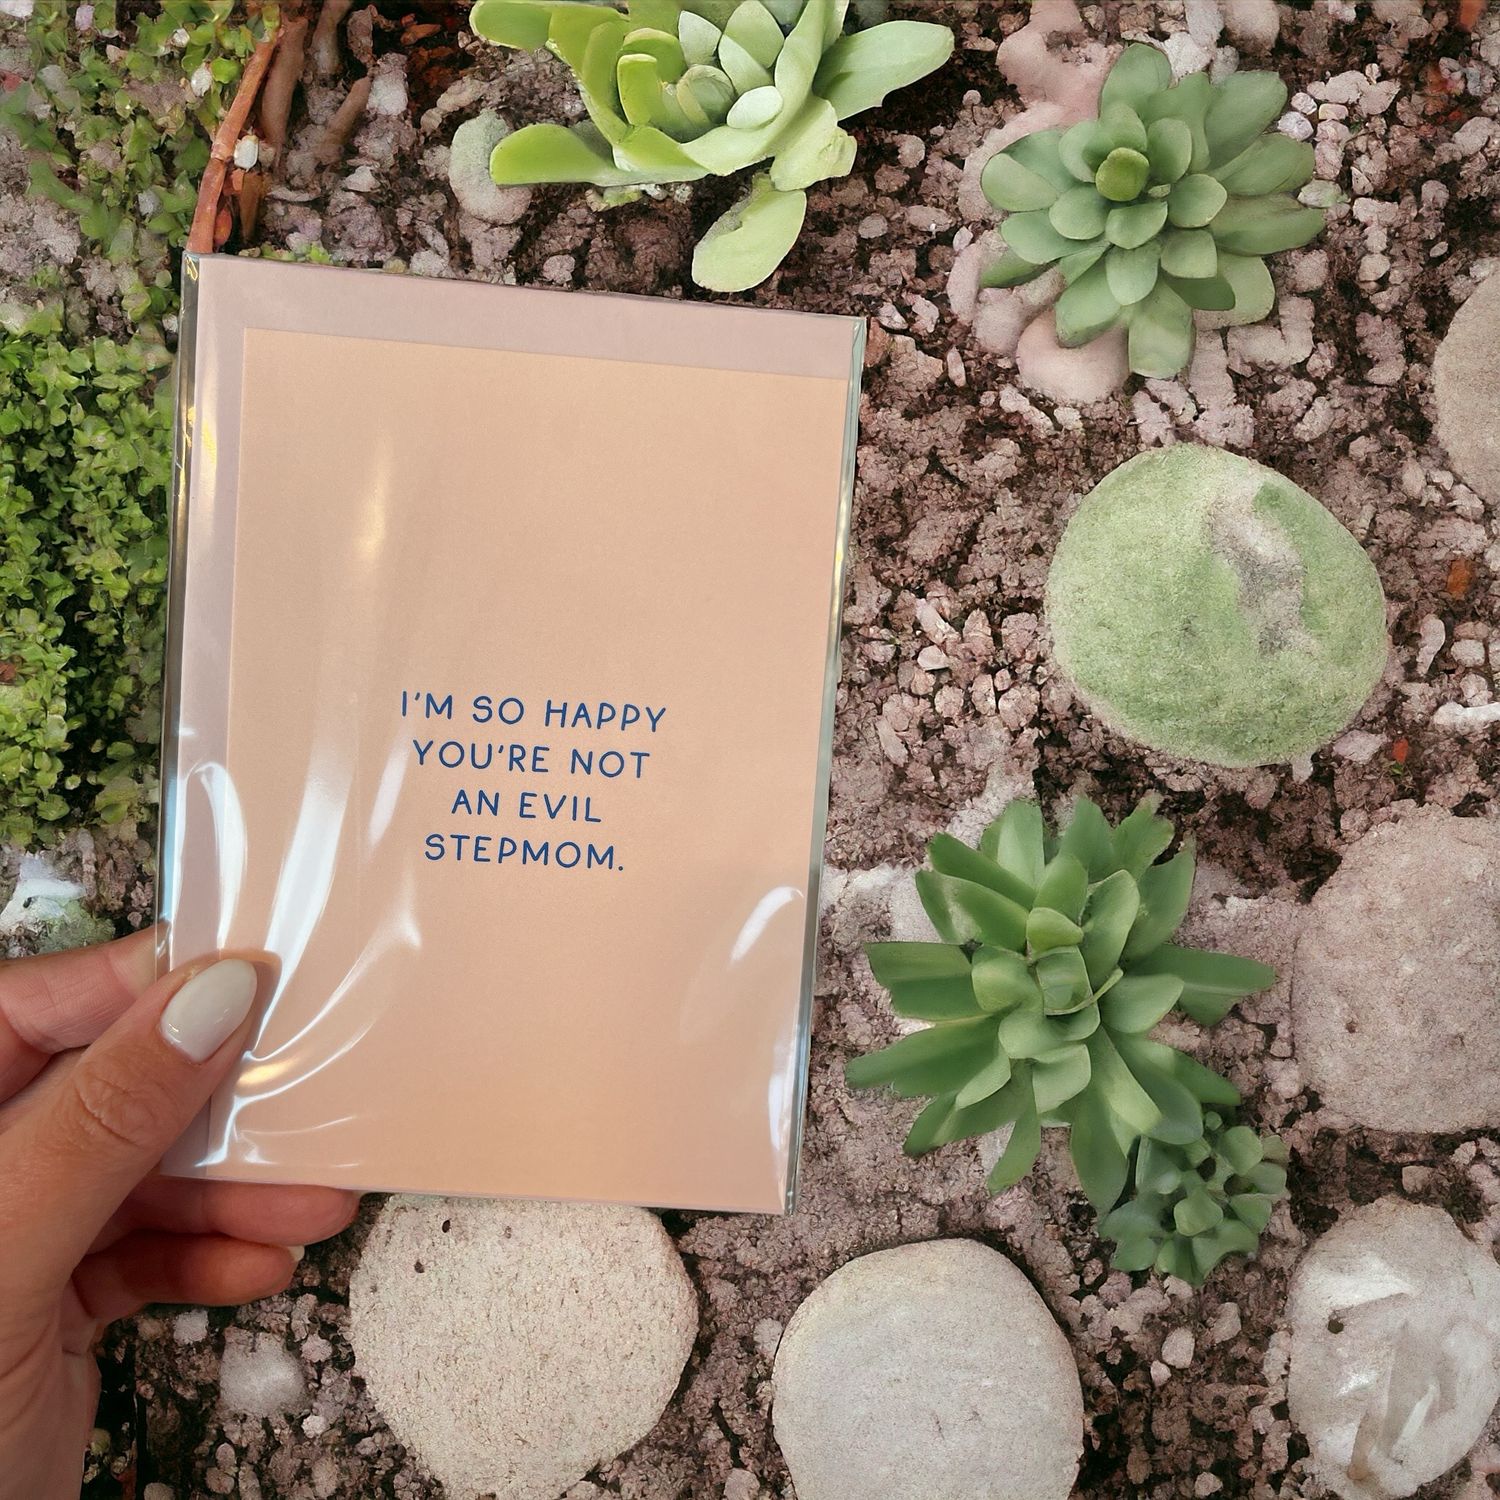 I'M SO HAPPY
YOU'RE NOT
AN EVIL
STEPMOM.